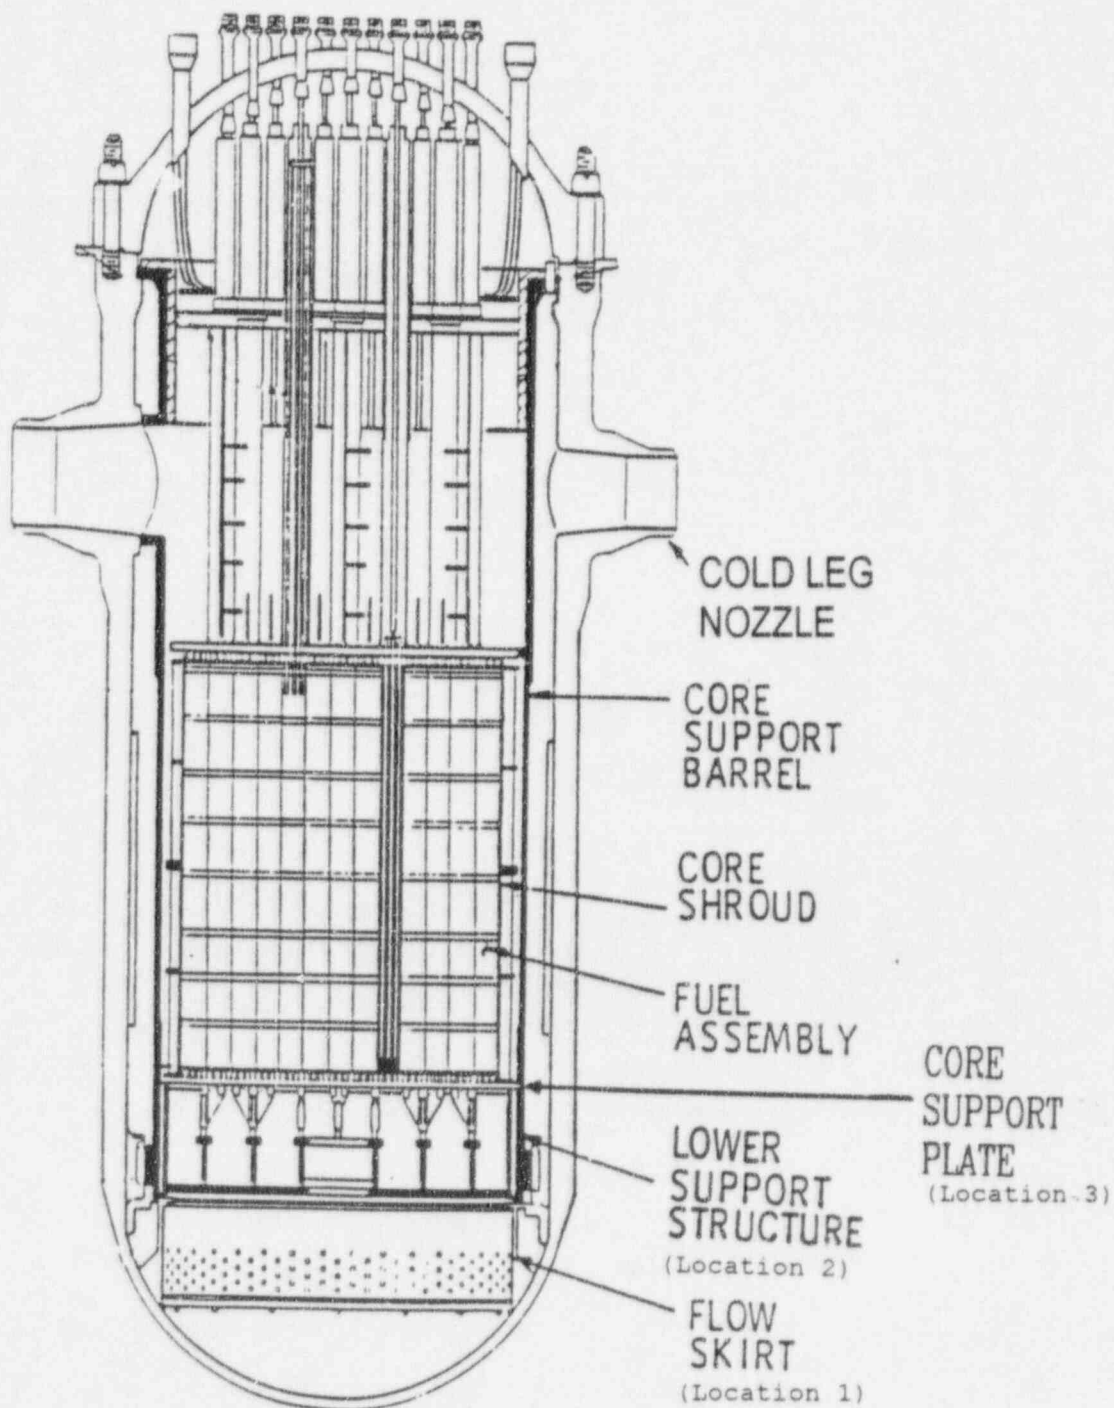 COLD LEG
NOZZLE
CORE
SUPPORT
BARREL
CORE
SHROUD
FUEL
ASSEMBLY
CORE
SUPPORT
PLATE
(Location 3)
LOWER
SUPPORT
STRUCTURE
(Location 2)
FLOW
SKIRT
(Location 1)